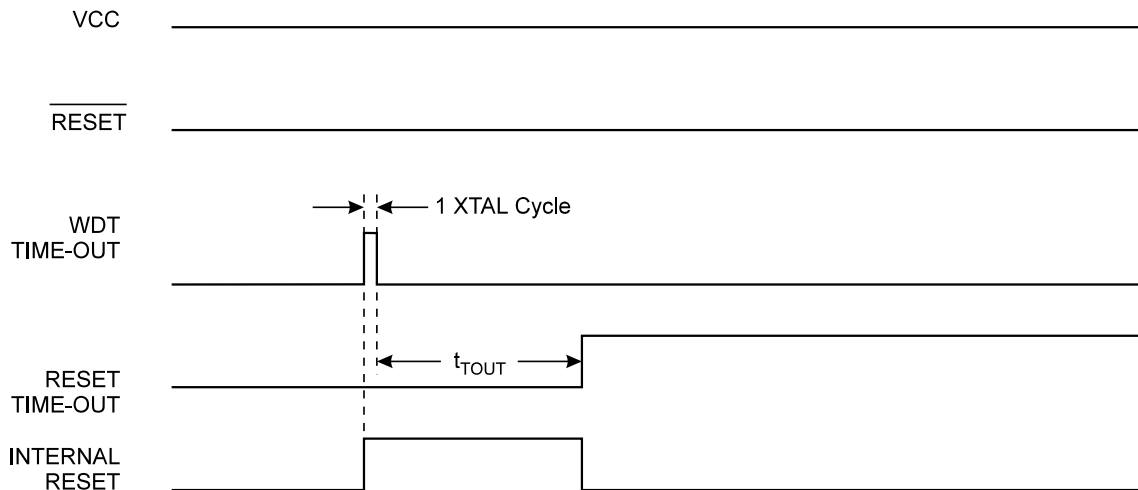 VCC
RESET
1 XTAL Cycle
WDT
TIME-OUT
tTOUT
RESET
TIME-OUT
INTERNAL
RESET